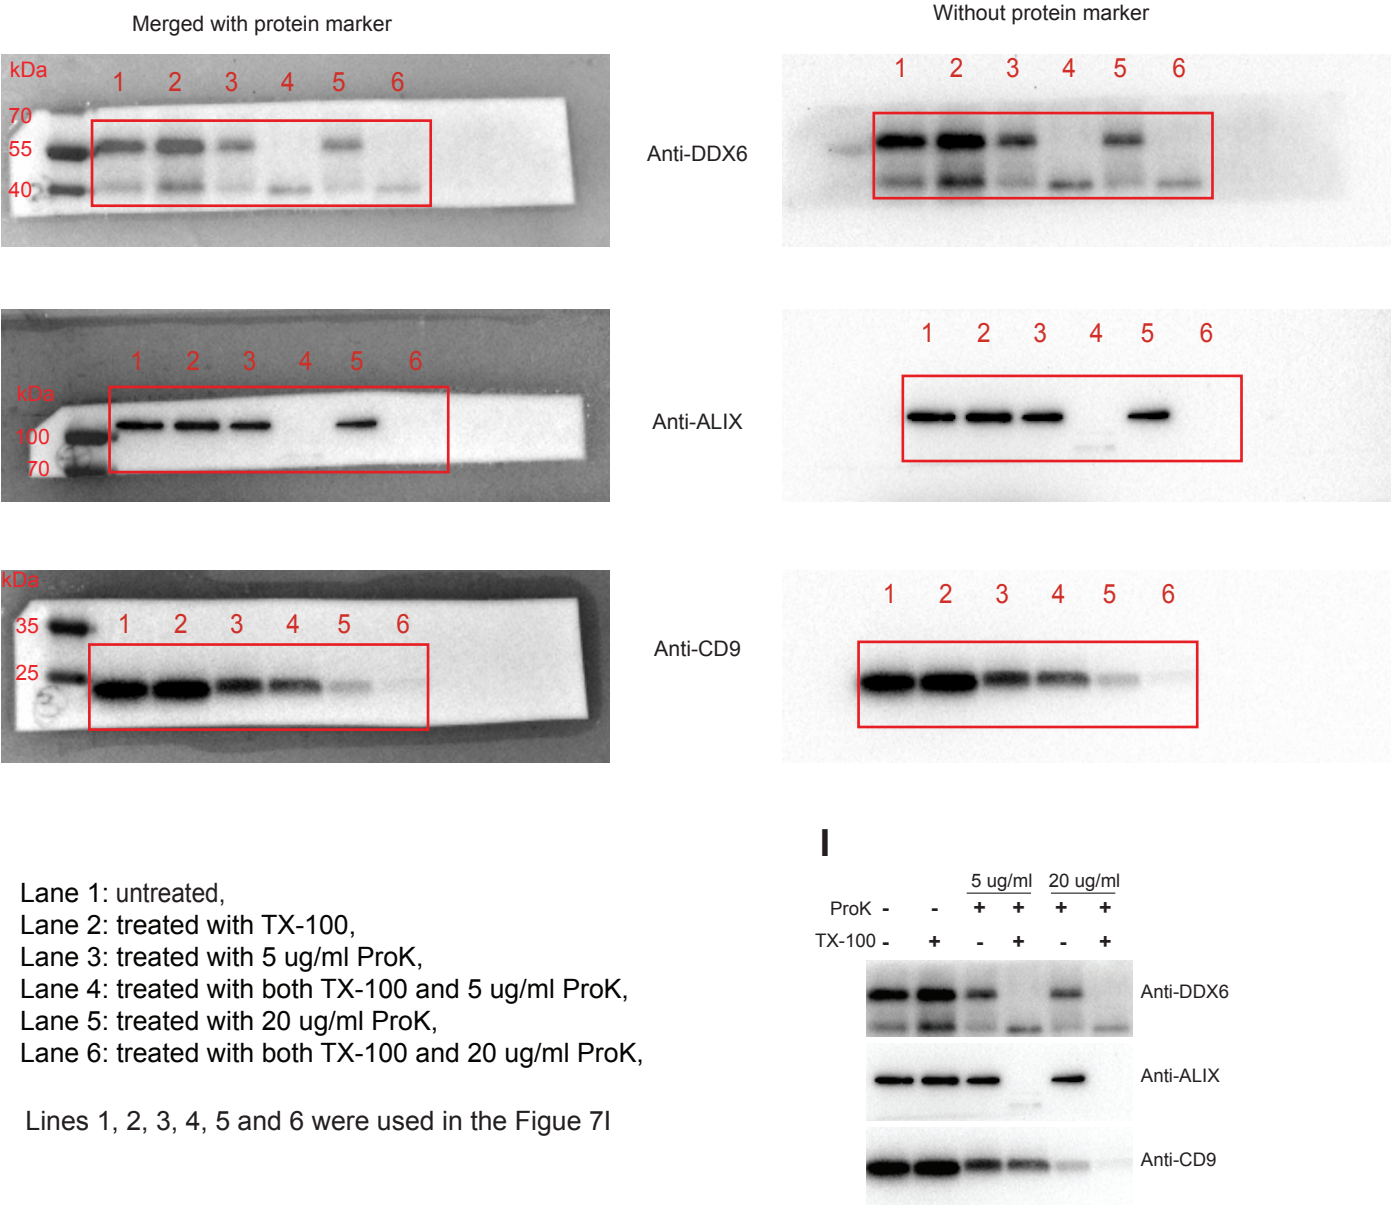 Merged with protein marker
Without protein marker
kDa
1 2 3 4 5 6
70
55
40
Anti-DDX6
1 2 3 4 5 6
1 2 3 4 5 6
kDa
100
70
Anti-ALIX
1 2 3 4 5 6
kDa
35
25
1 2 3 4 5 6
Anti-CD9
1 2 3 4 5 6
Lane 1: untreated,
Lane 2: treated with TX-100,
Lane 3: treated with 5 ug/ml ProK,
Lane 4: treated with both TX-100 and 5 ug/ml ProK,
Lane 5: treated with 20 ug/ml ProK,
Lane 6: treated with both TX-100 and 20 ug/ml ProK,
Lines 1, 2, 3, 4, 5 and 6 were used in the Figue 7I
I
5 ug/ml 20 ug/ml
ProK - - + + + +
TX-100 - + - + - +
Anti-DDX6
Anti-ALIX
Anti-CD9